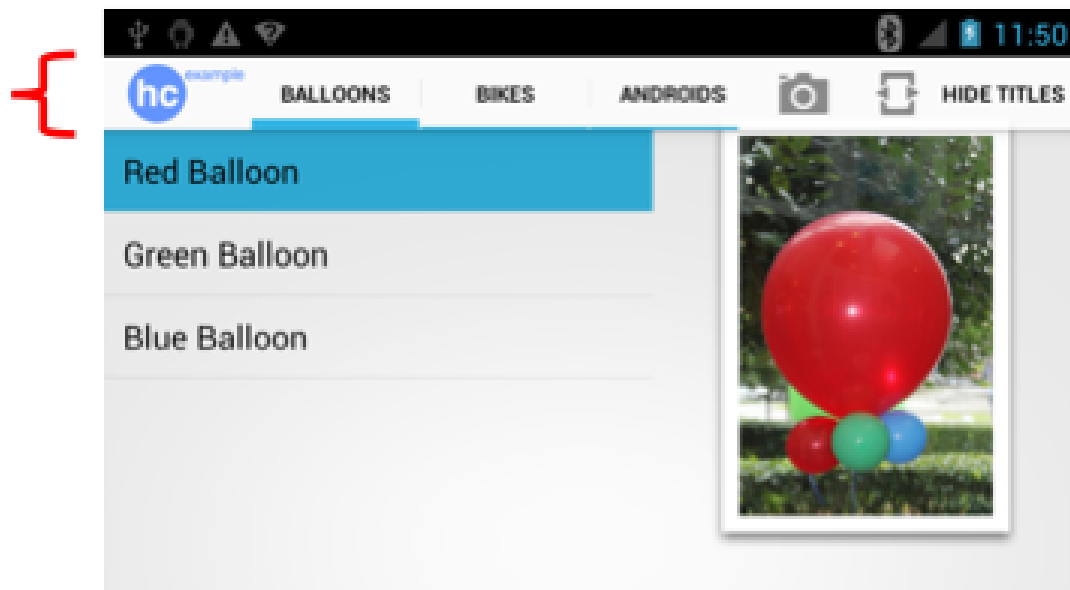 11:50
hc example BALLOONS BIKES ANDROIDS HIDE TITLES
Red Balloon
Green Balloon
Blue Balloon